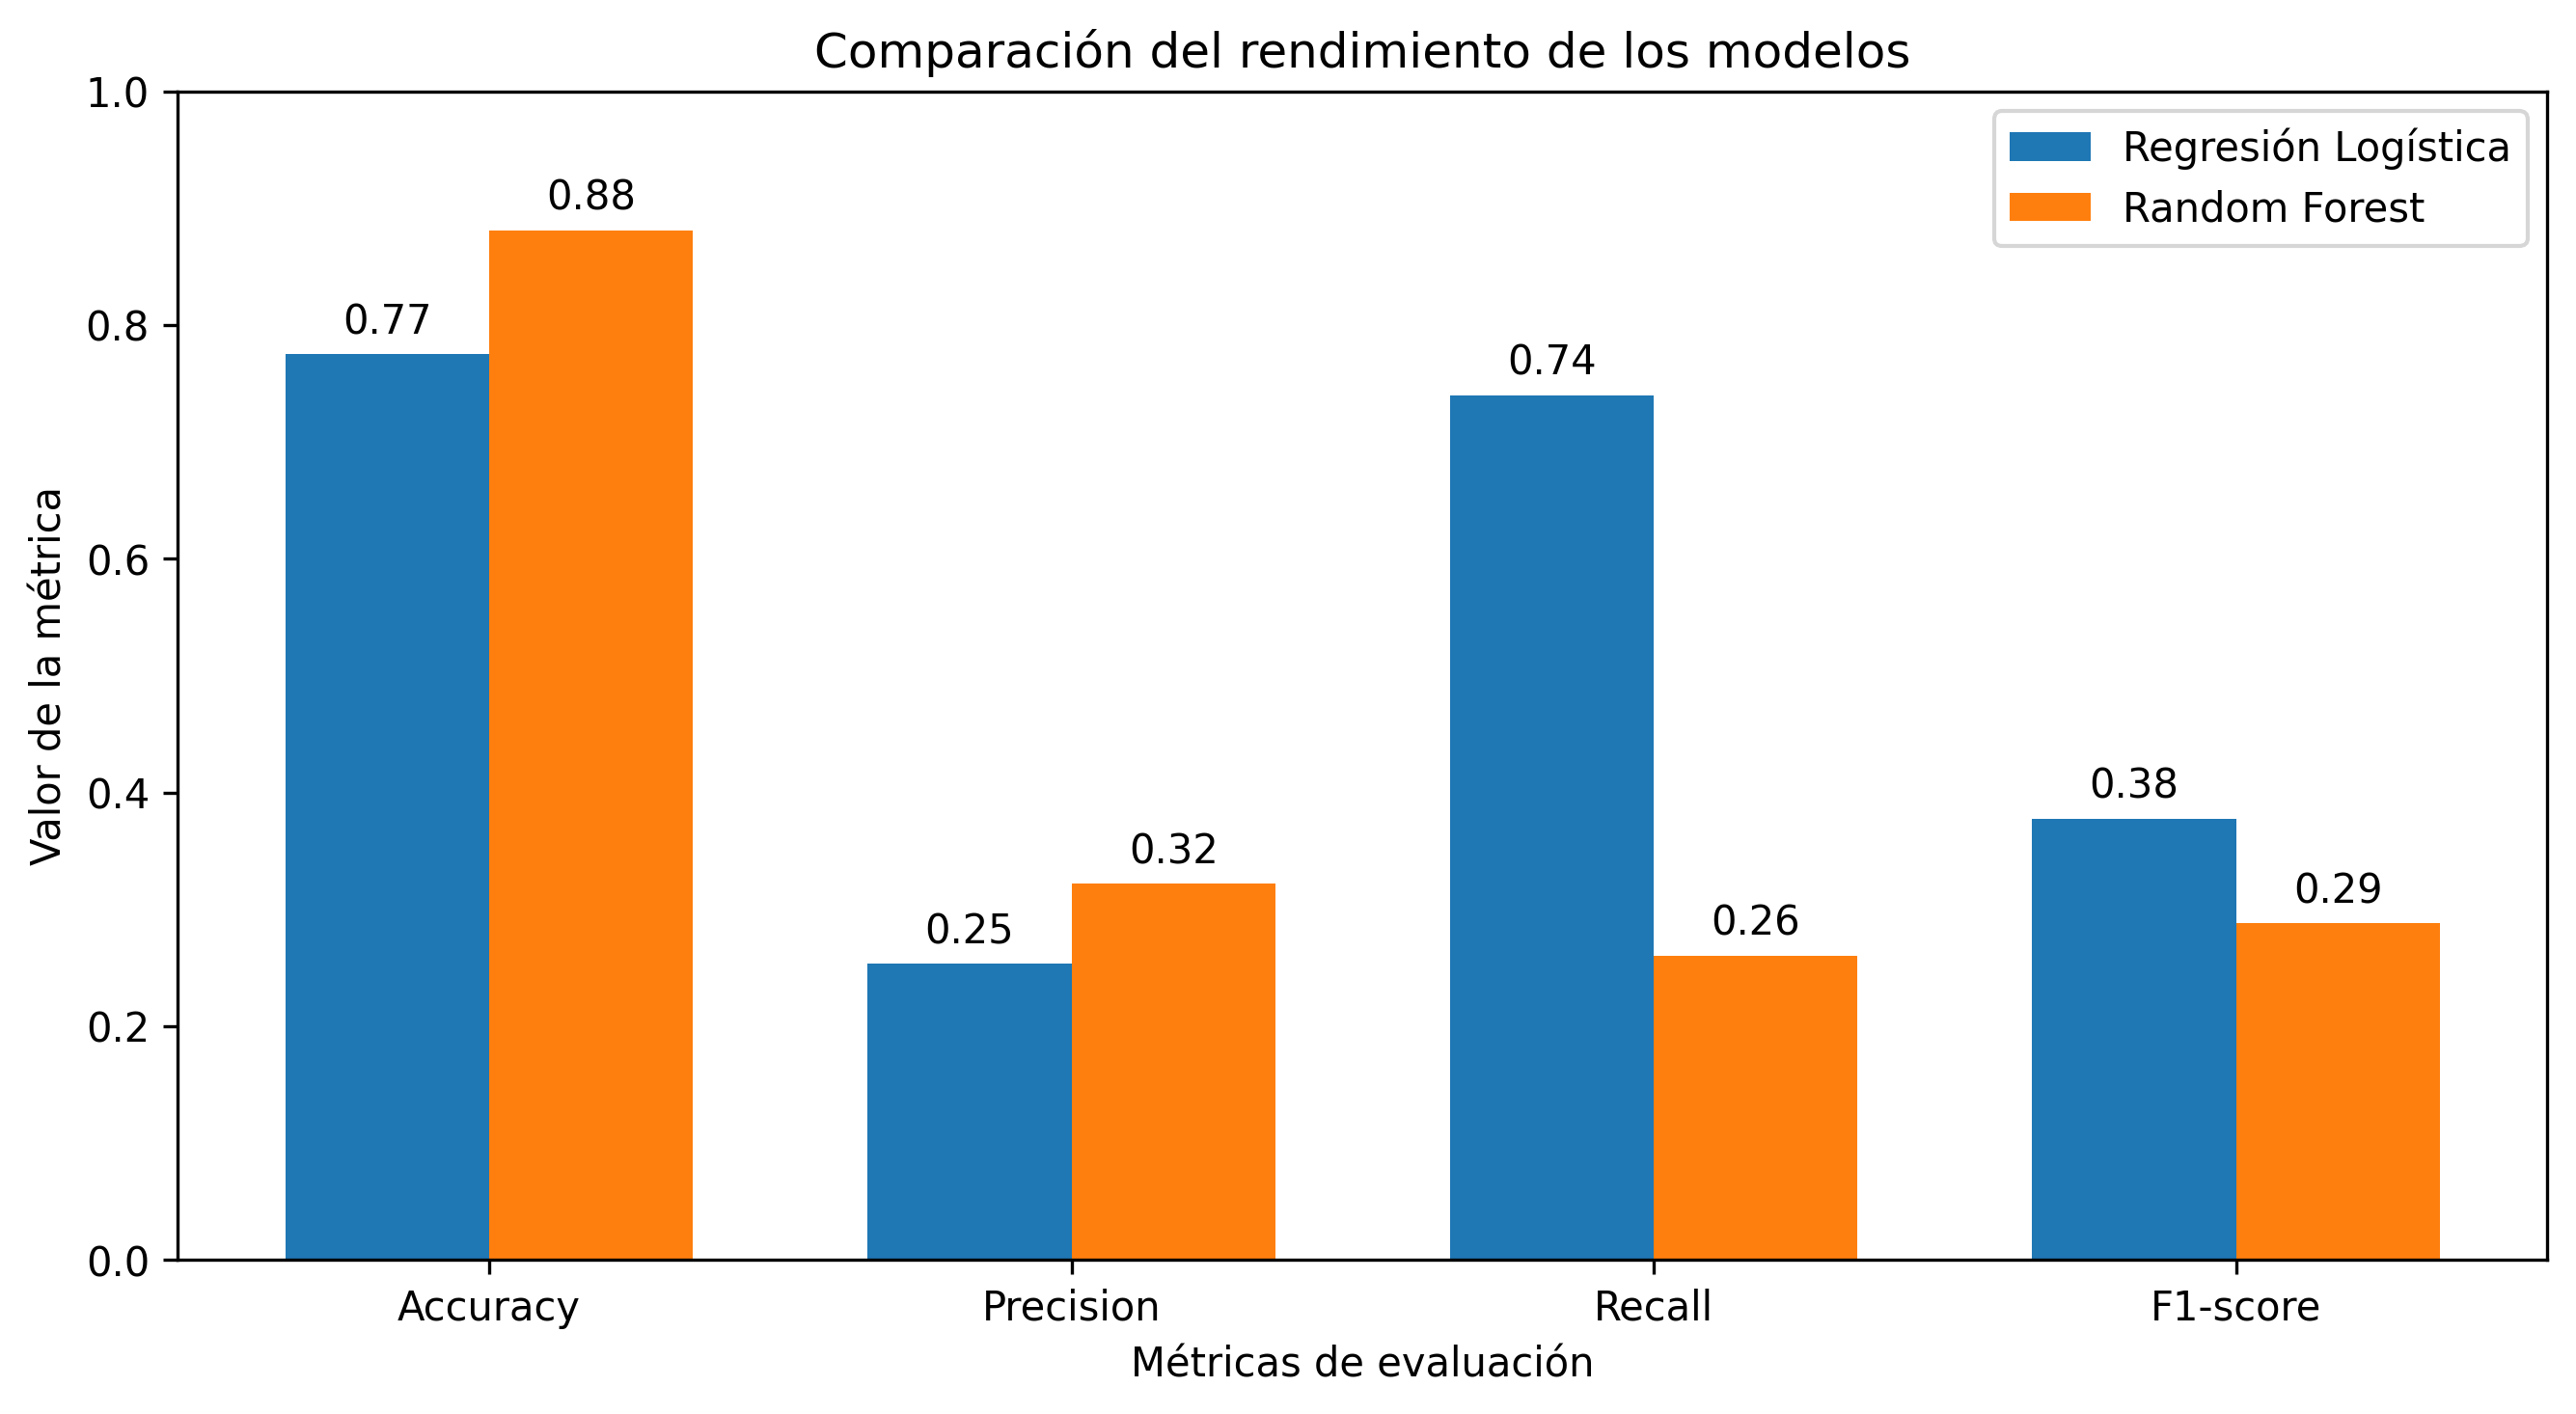 Comparación del rendimiento de los modelos
Regresión Logística
Random Forest
Valor de la métrica
1.0
0.8
0.6
0.4
0.2
0.0
0.77
0.88
0.25
0.32
0.74
0.26
0.38
0.29
Accuracy
Precision
Recall
F1-score
Métricas de evaluación